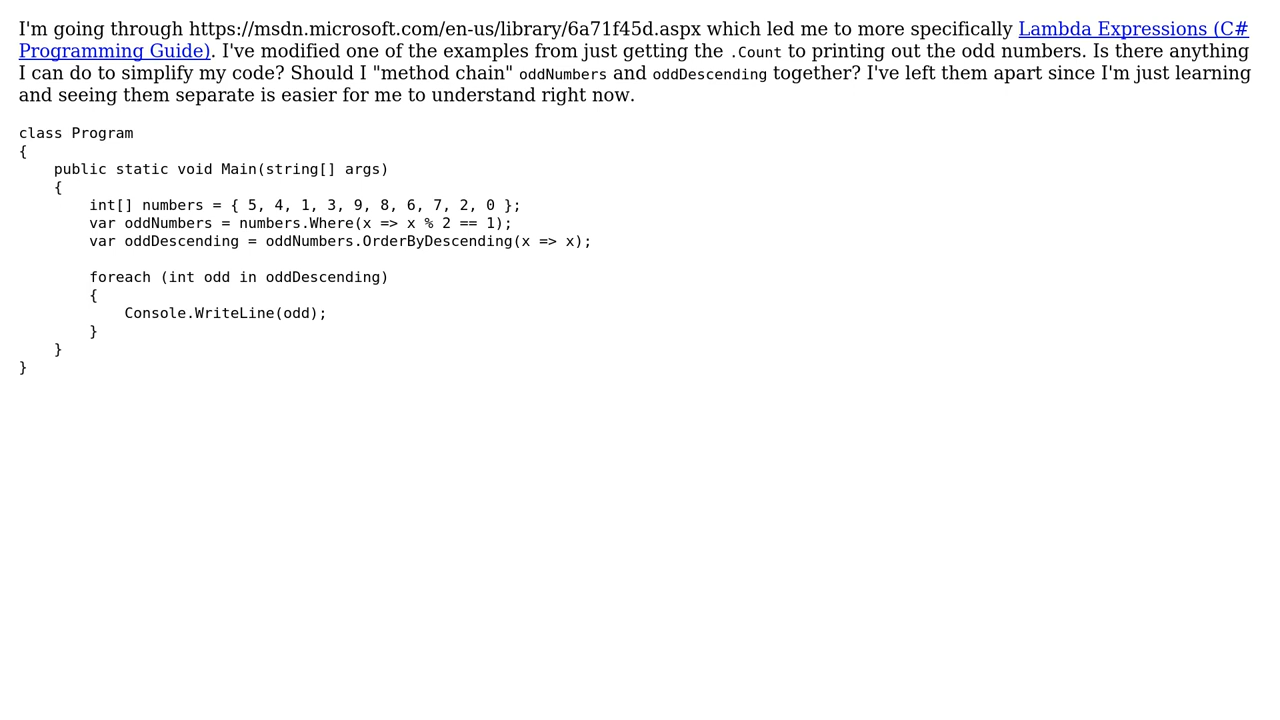 I'm going through https://msdn.microsoft.com/en-us/library/6a71f45d.aspx which led me to more specifically Lambda Expressions (C#
Programming Guide). I've modified one of the examples from just getting the .Count to printing out the odd numbers. Is there anything
I can do to simplify my code? Should I "method chain" oddNumbers and oddDescending together? I've left them apart since I'm just learning
and seeing them separate is easier for me to understand right now.
class Program
{
    public static void Main(string[] args)
    {
        int[] numbers = { 5, 4, 1, 3, 9, 8, 6, 7, 2, 0 };
        var oddNumbers = numbers.Where(x => x % 2 == 1);
        var oddDescending = oddNumbers.OrderByDescending(x => x);

        foreach (int odd in oddDescending)
        {
            Console.WriteLine(odd);
        }
    }
}